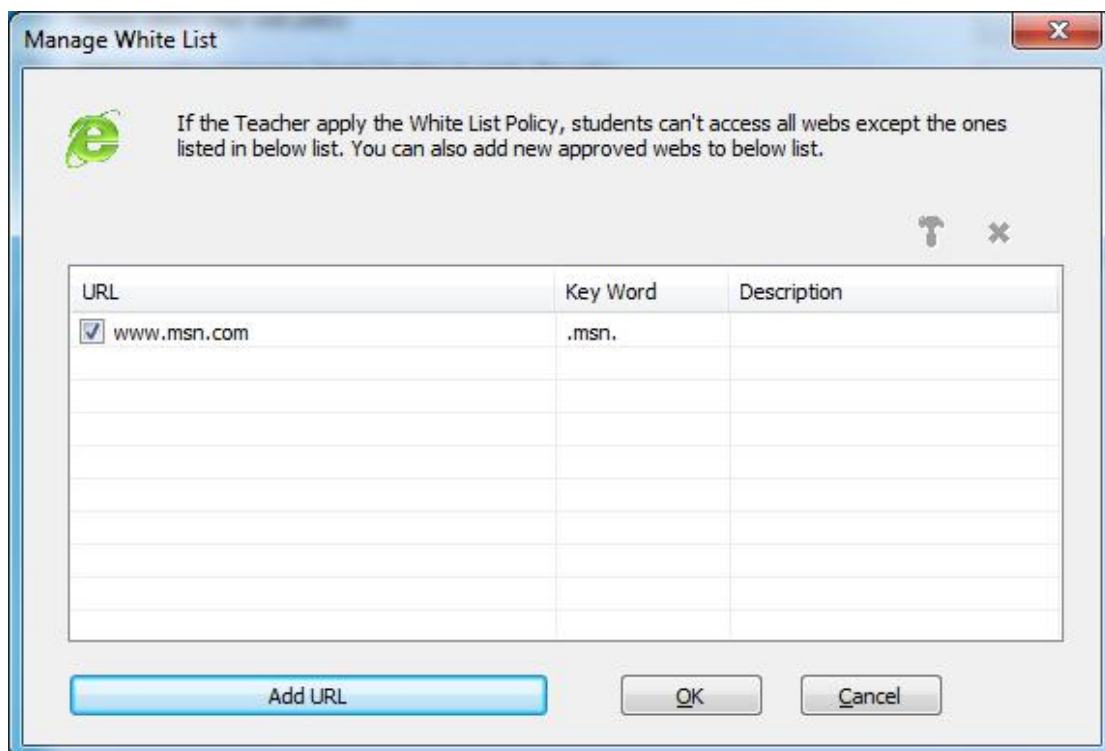 Manage White List
If the Teacher apply the White List Policy, students can't access all webs except the ones
listed in below list. You can also add new approved webs to below list.
URL Key Word Description
www.msn.com .msn.
Add URL OK Cancel